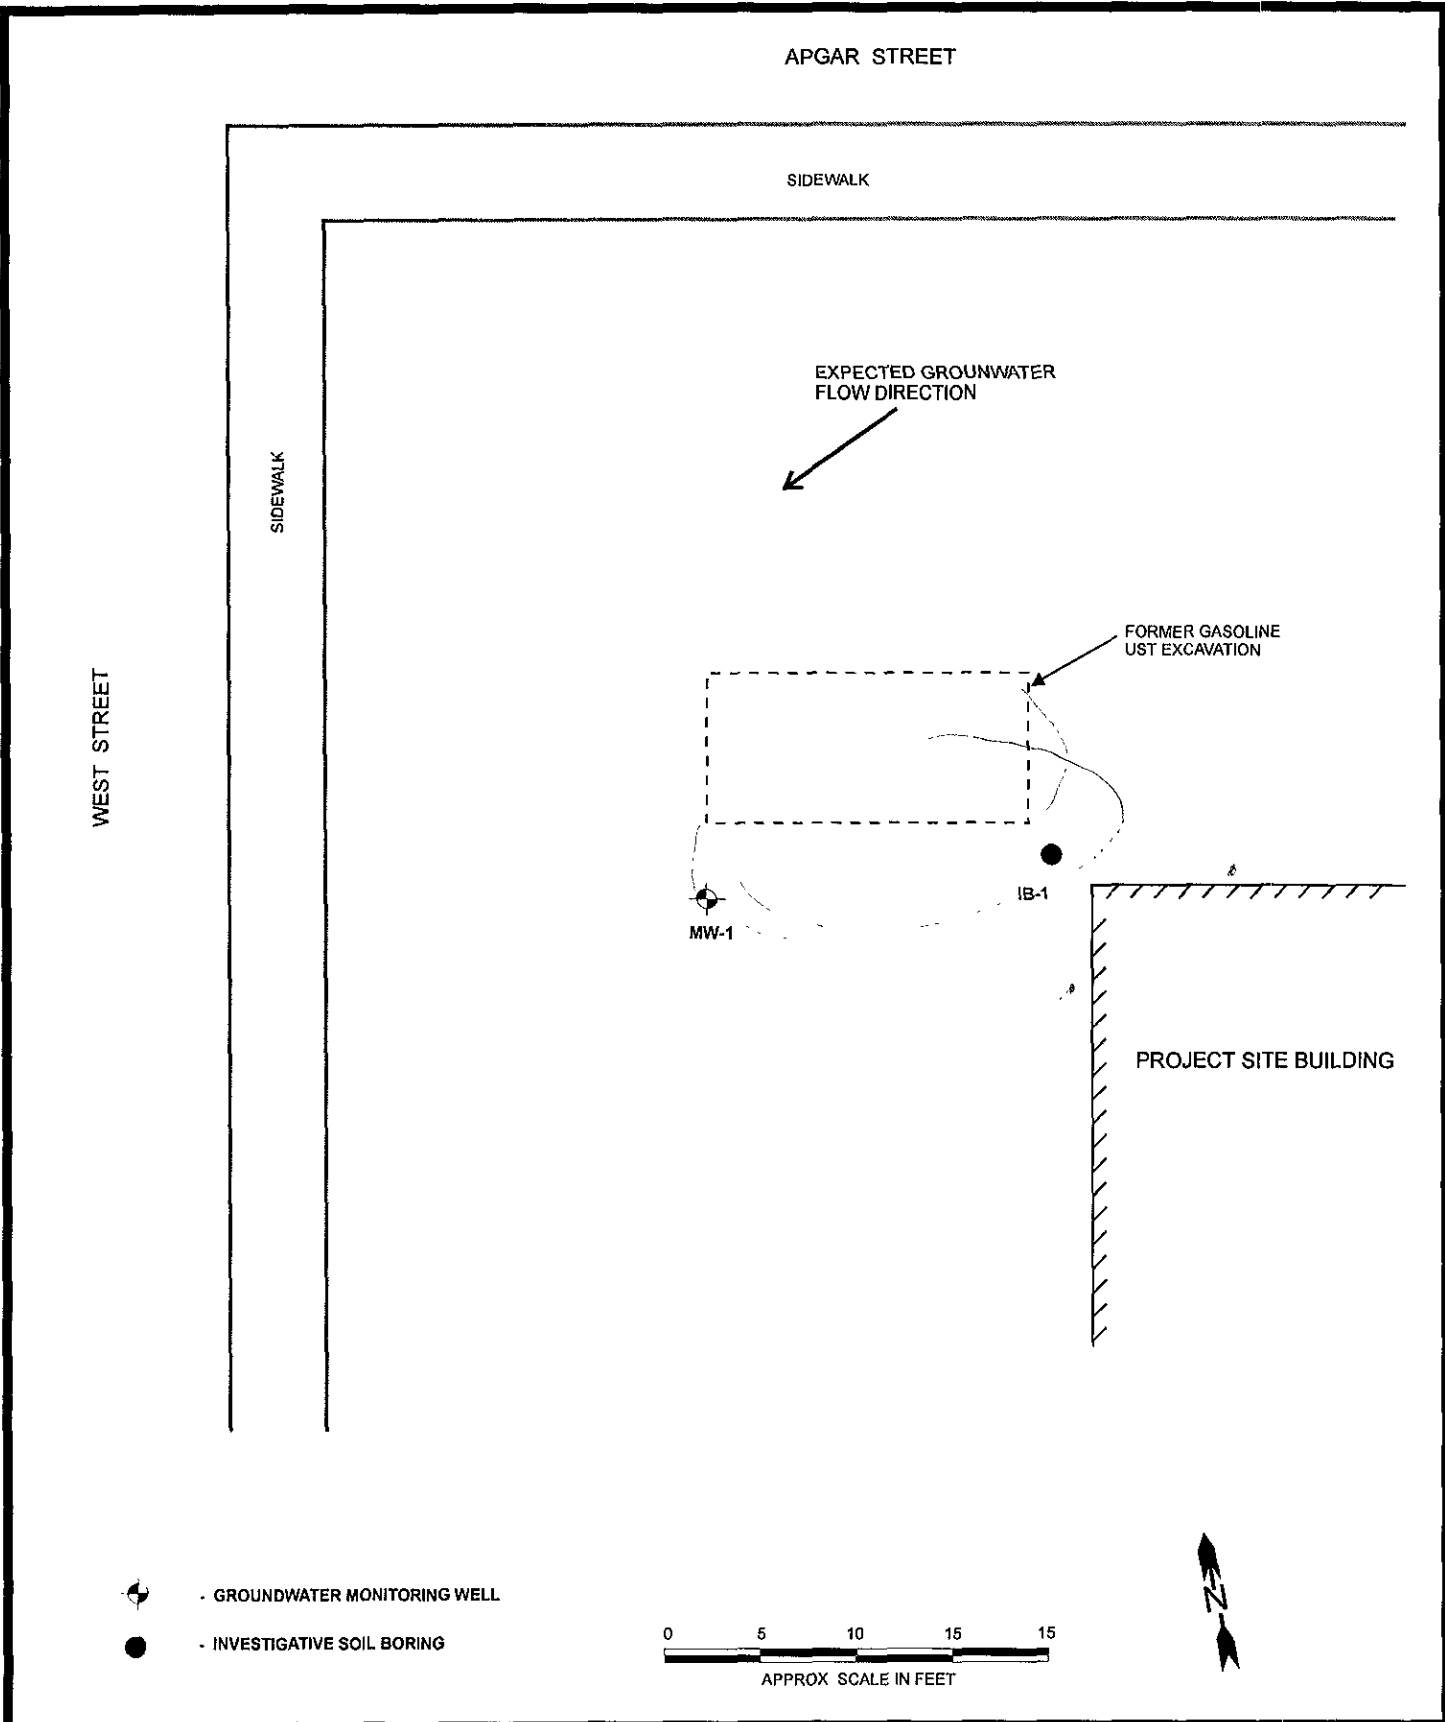 APGAR STREET
SIDEWALK
EXPECTED GROUNWATER
FLOW DIRECTION
SIDEWALK
FORMER GASOLINE
UST EXCAVATION
WEST STREET
IB-1
MW-1
PROJECT SITE BUILDING
- GROUNDWATER MONITORING WELL
- INVESTIGATIVE SOIL BORING
0 5 10 15 15
APPROX SCALE IN FEET
N